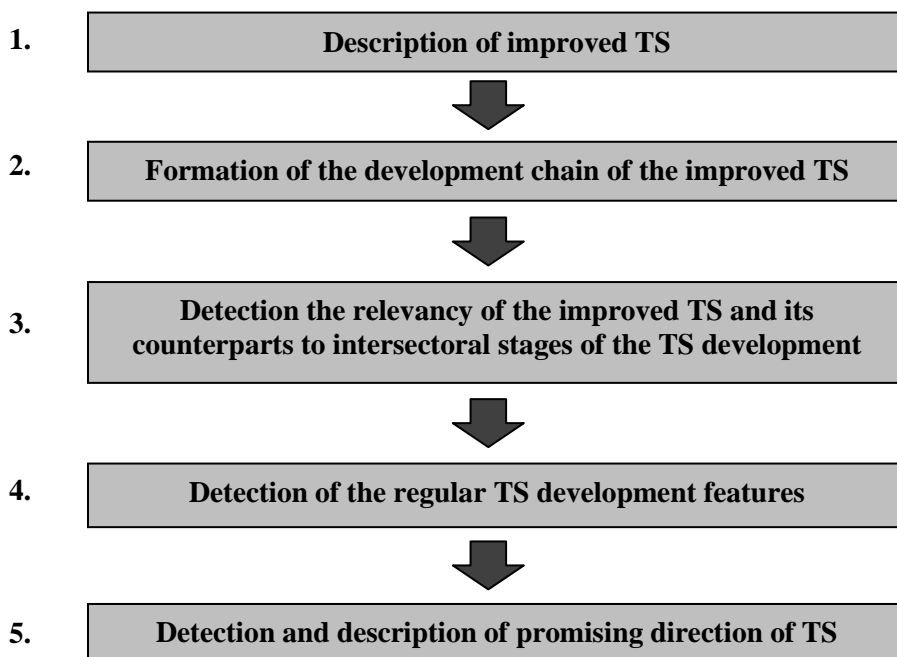 1. Description of improved TS
2. Formation of the development chain of the improved TS
3. Detection the relevancy of the improved TS and its
counterparts to intersectoral stages of the TS development
4. Detection of the regular TS development features
5. Detection and description of promising direction of TS